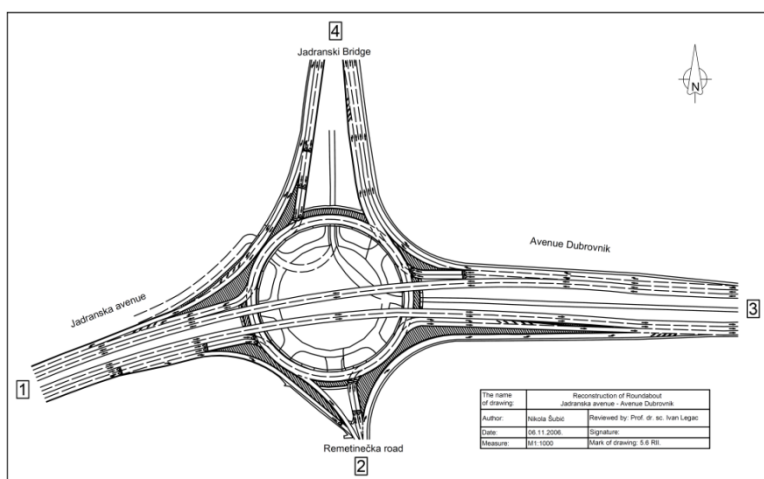 4
Jadranski Bridge
N
Avenue Dubrovnik
Jadranska avenue
3
1
Remetinečka road
2
The name of drawing: Reconstruction of Roundabout
Jadranska avenue - Avenue Dubrovnik
Author: Nikola Šubić Reviewed by: Prof. dr. sc. Ivan Legac
Date: 06.11.2006. Signature:
Measure: M1:1000 Mark of drawing: 5.6 RII.